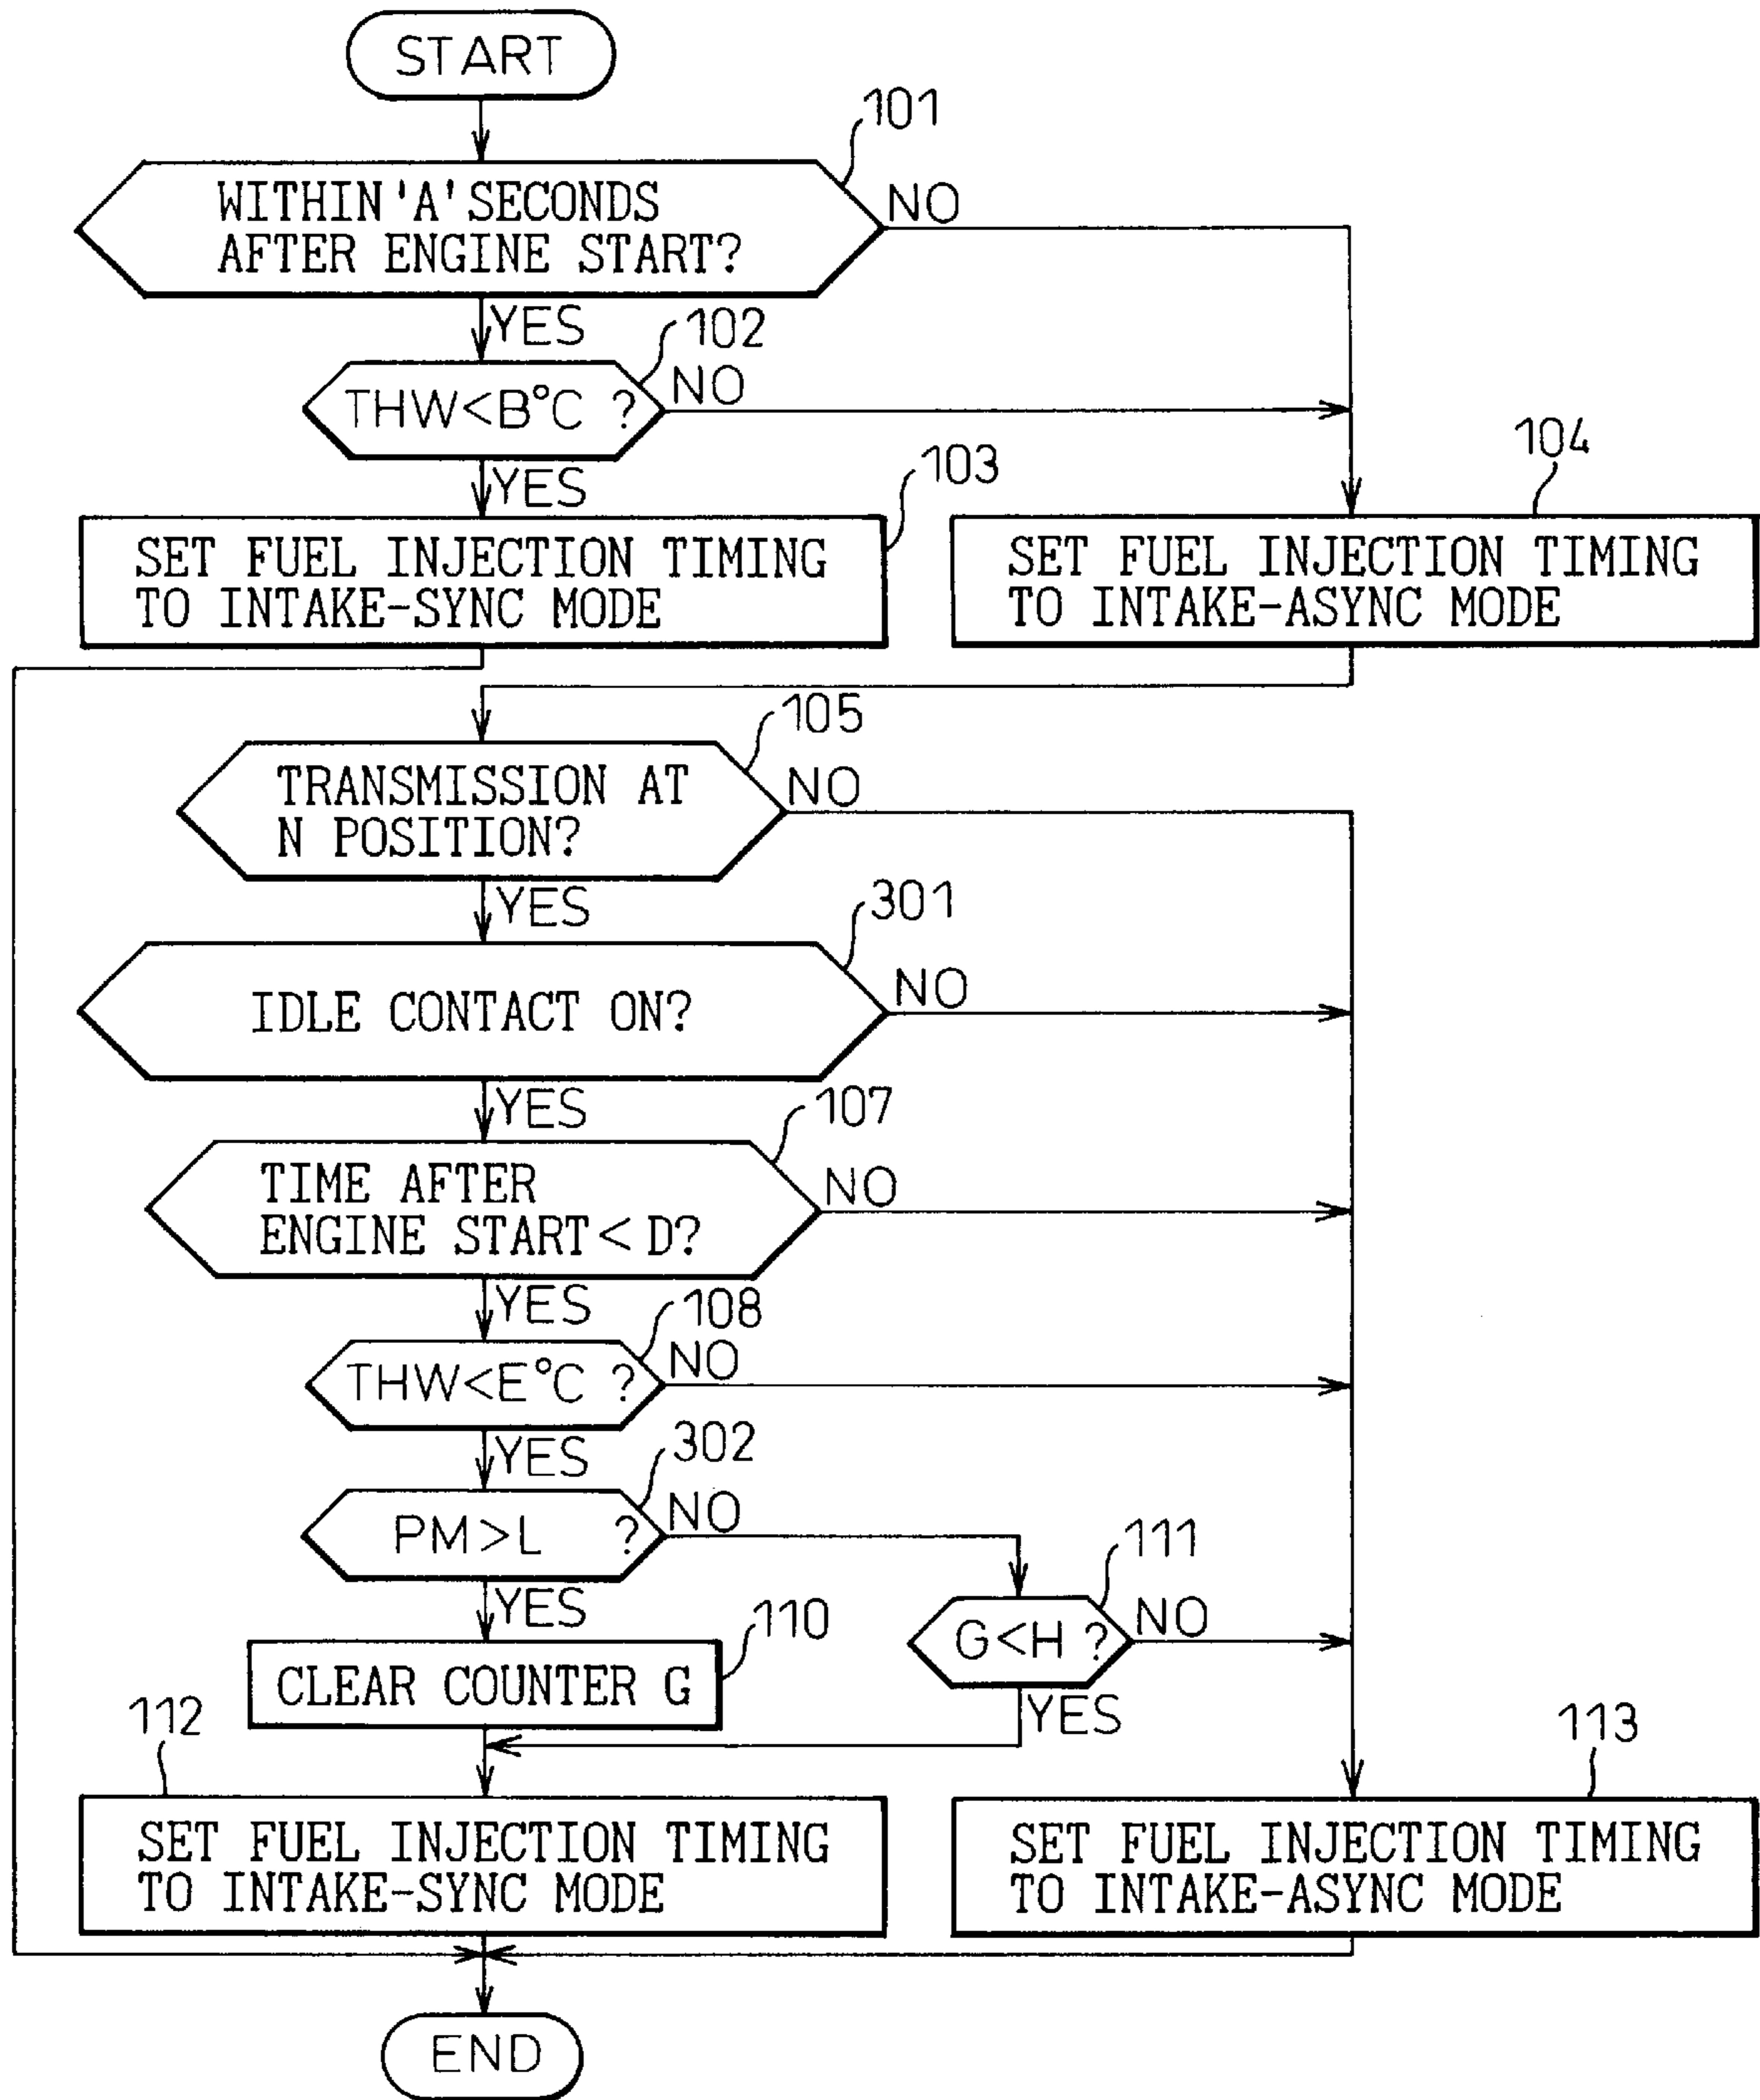 START
101
WITHIN 'A' SECONDS
AFTER ENGINE START?
NO
YES
102
THW<B°C ?
NO
YES
103
SET FUEL INJECTION TIMING
TO INTAKE-SYNC MODE
104
SET FUEL INJECTION TIMING
TO INTAKE-ASYNC MODE
105
TRANSMISSION AT
N POSITION?
NO
YES
301
IDLE CONTACT ON?
NO
YES
107
TIME AFTER
ENGINE START < D?
NO
YES
108
THW<E°C ?
NO
YES
302
PM>L ?
NO
YES
111
G<H ?
NO
YES
110
CLEAR COUNTER G
112
SET FUEL INJECTION TIMING
TO INTAKE-SYNC MODE
113
SET FUEL INJECTION TIMING
TO INTAKE-ASYNC MODE
END